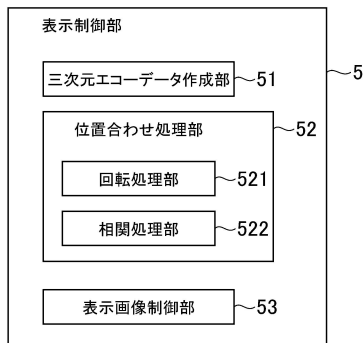 表示制御部
5
三次元エコーデータ作成部 51
位置合わせ処理部 52
回転処理部 521
相関処理部 522
表示画像制御部 53